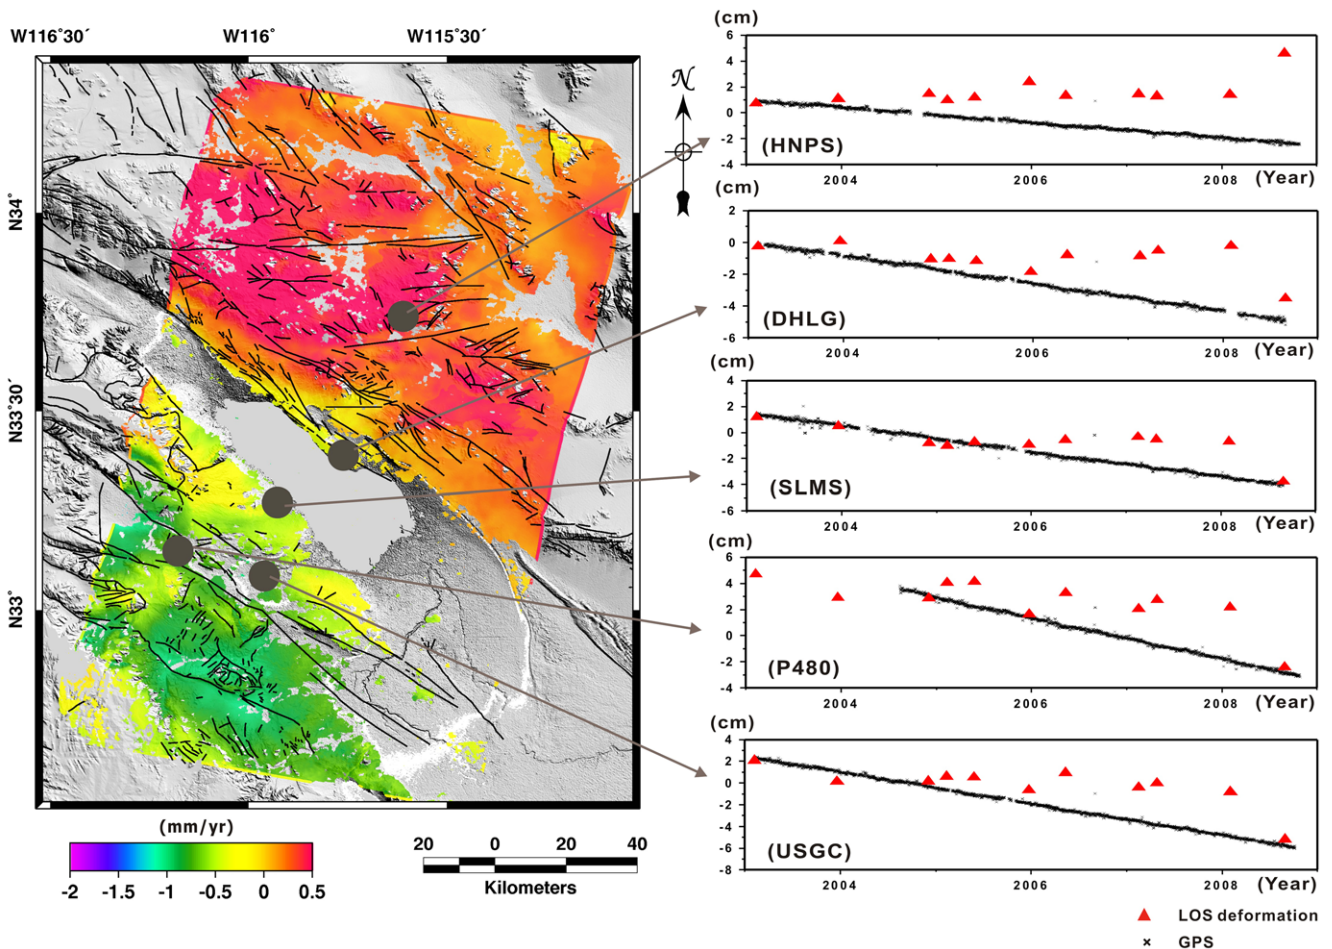 W116˚30´ W116˚ W115˚30´
N34˚
N33˚30´
N33˚
N
(mm/yr)
-2 -1.5 -1 -0.5 0 0.5
20 0 20 40
Kilometers
(cm)
6
4
2
0
-2
-4
(HNPS)
2004 2006 2008 (Year)
(cm)
2
0
-2
-4
-6
(DHLG)
2004 2006 2008 (Year)
(cm)
4
2
0
-2
-4
-6
(SLMS)
2004 2006 2008 (Year)
(cm)
6
4
2
0
-2
-4
(P480)
2004 2006 2008 (Year)
(cm)
4
2
0
-2
-4
-6
-8
(USGC)
2004 2006 2008 (Year)
LOS deformation
GPS